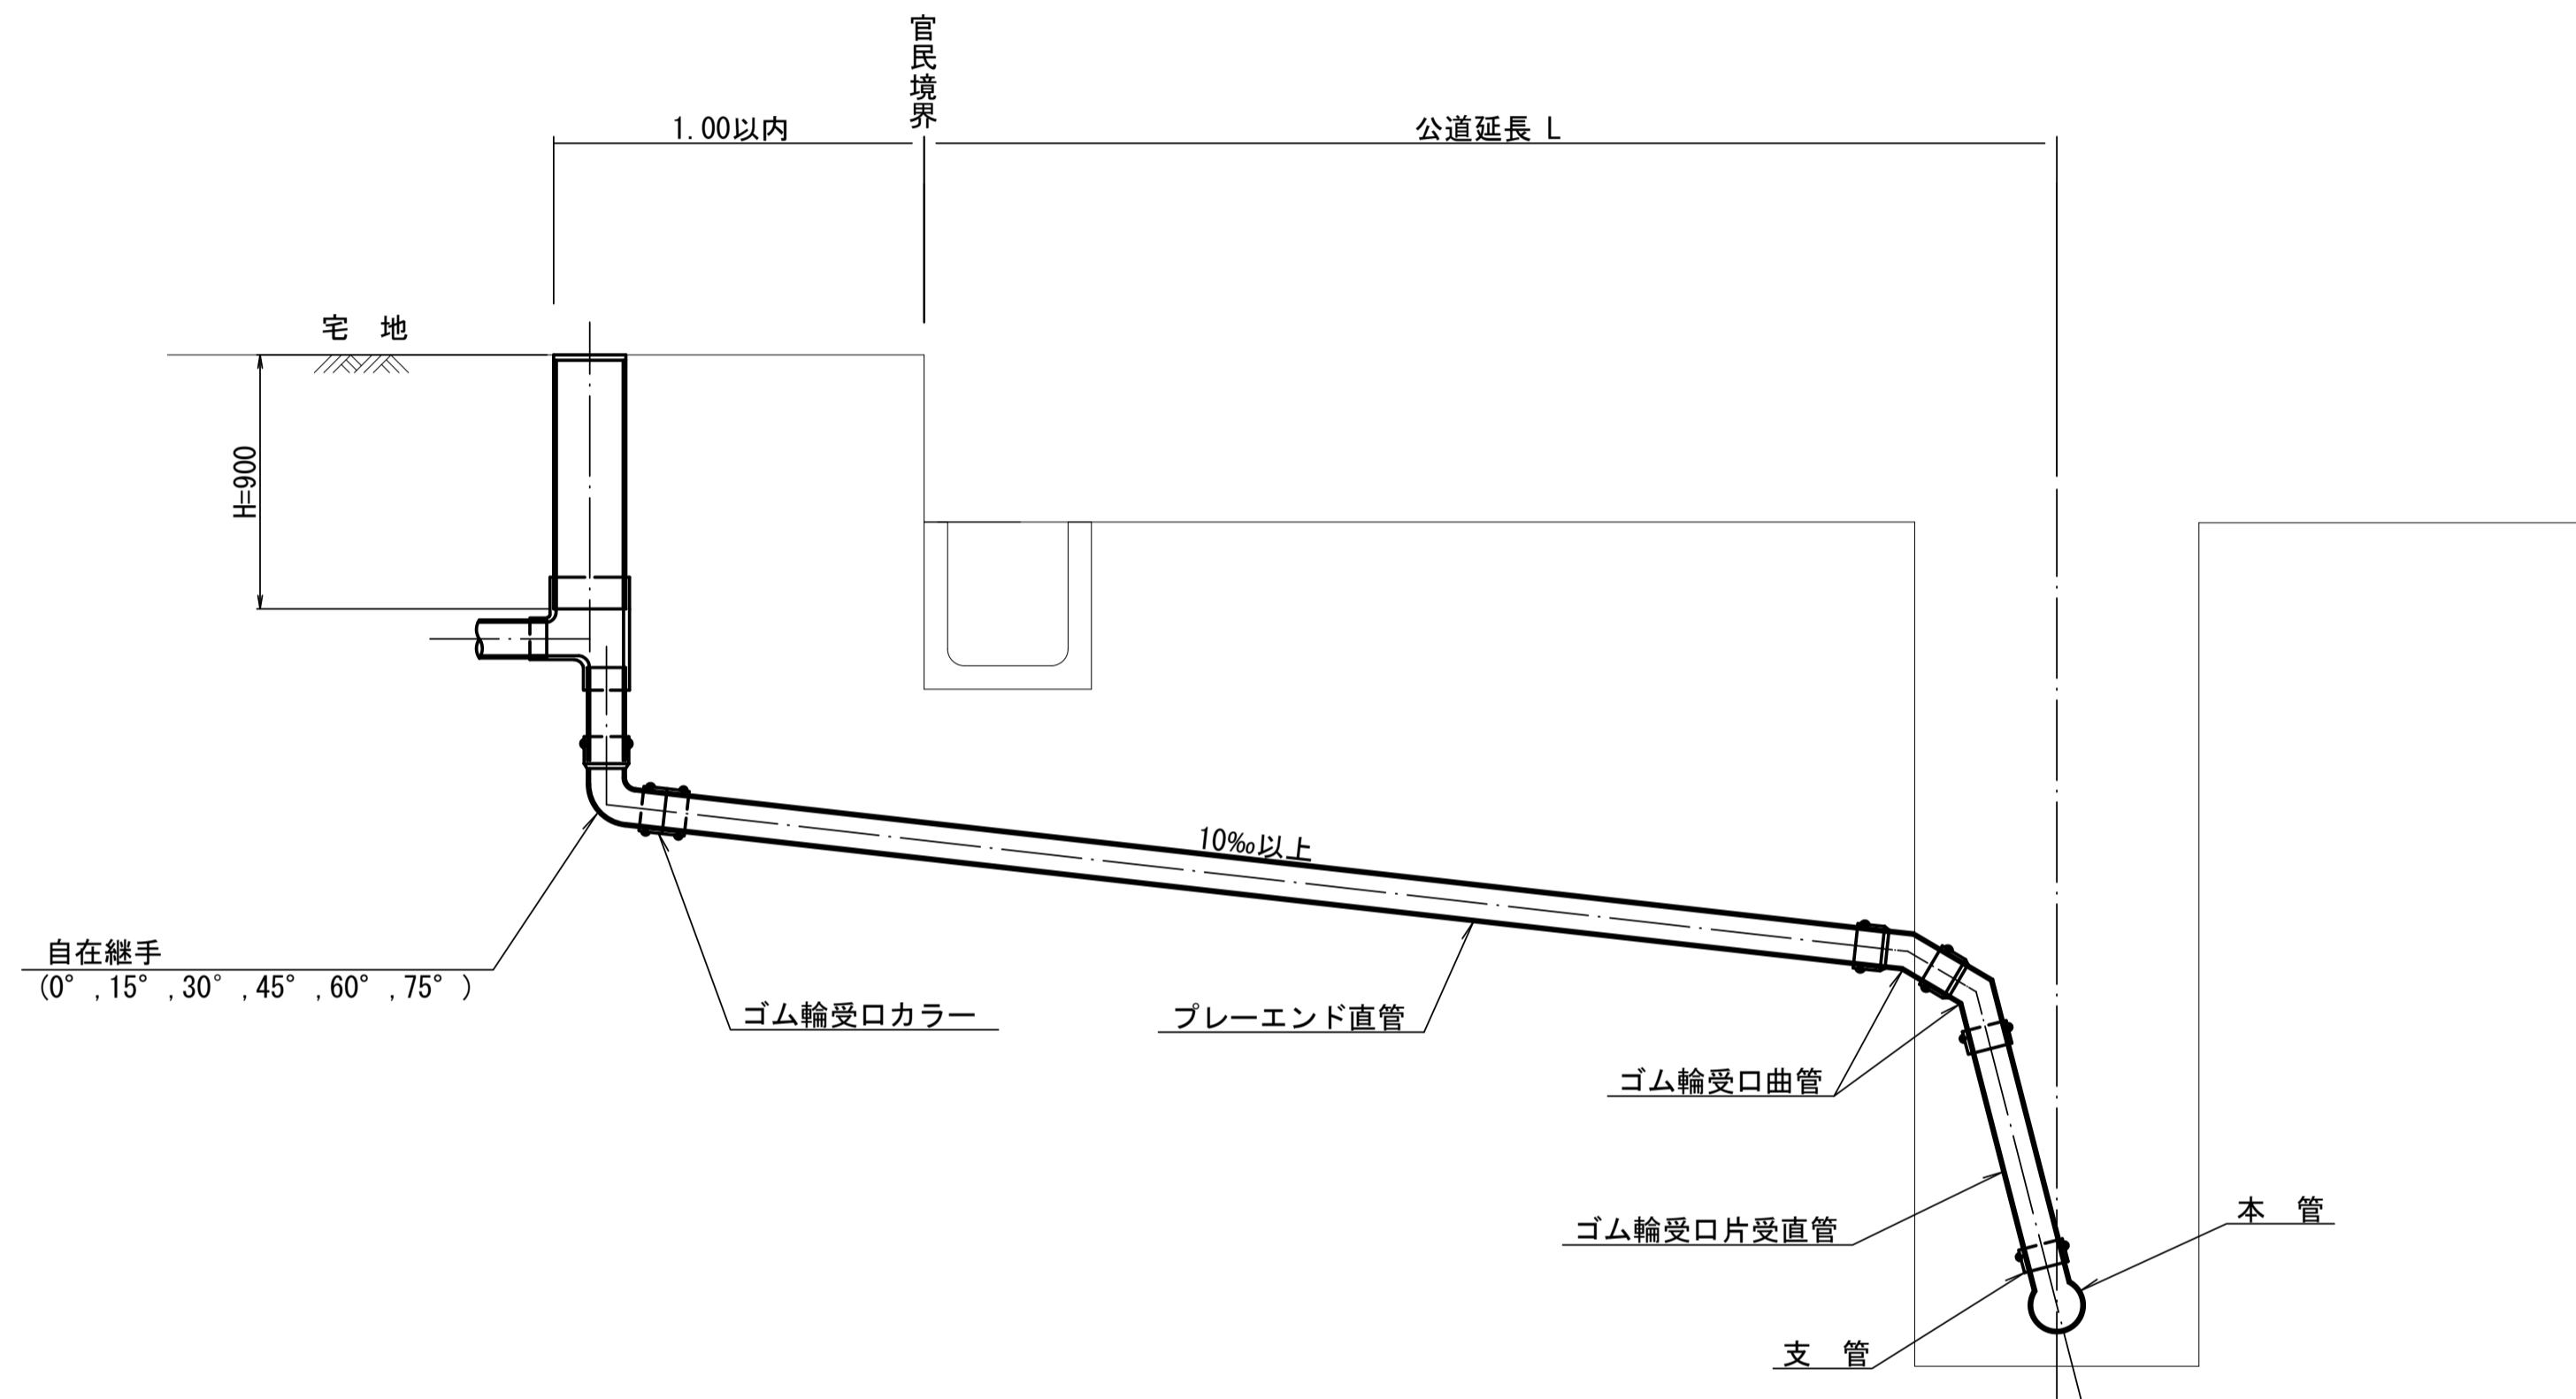 官民境界
1.00以内
公道延長 L
宅 地
H=900
10‰以上
自在継手
(0°,15°,30°,45°,60°,75°)
ゴム輪受口カラー
プレーエンド直管
ゴム輪受口曲管
ゴム輪受口片受直管
本 管
支 管